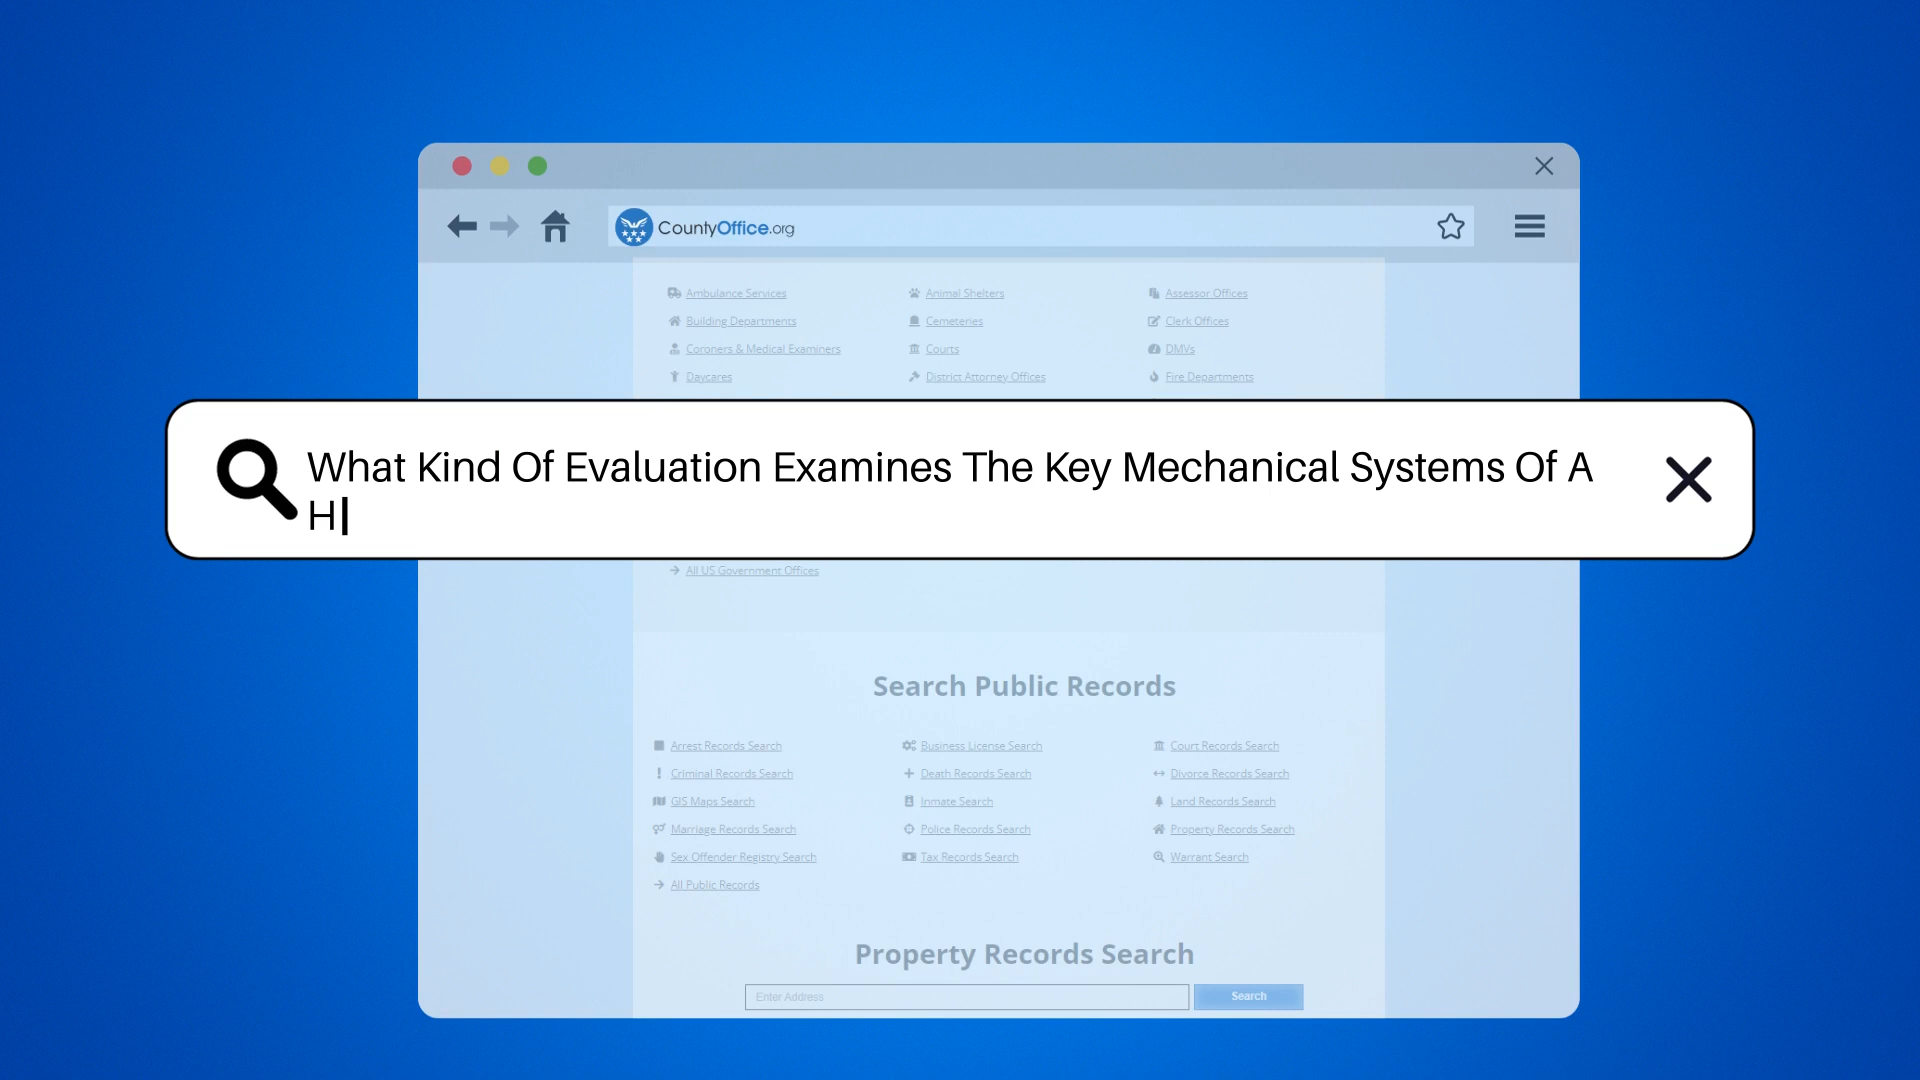 CountyOffice.org
Ambulance Services Animal Shelters Assessor Offices
Building Departments Cemeteries Clerk Offices
Coroners & Medical Examiners Courts DMVs
Daycares District Attorney Offices Fire Departments
What Kind Of Evaluation Examines The Key Mechanical Systems Of A
H
All US Government Offices
Search Public Records
Arrest Records Search Business License Search Court Records Search
Criminal Records Search Death Records Search Divorce Records Search
GIS Maps Search Inmate Search Land Records Search
Marriage Records Search Police Records Search Property Records Search
Sex Offender Registry Search Tax Records Search Warrant Search
All Public Records
Property Records Search
Enter Address Search